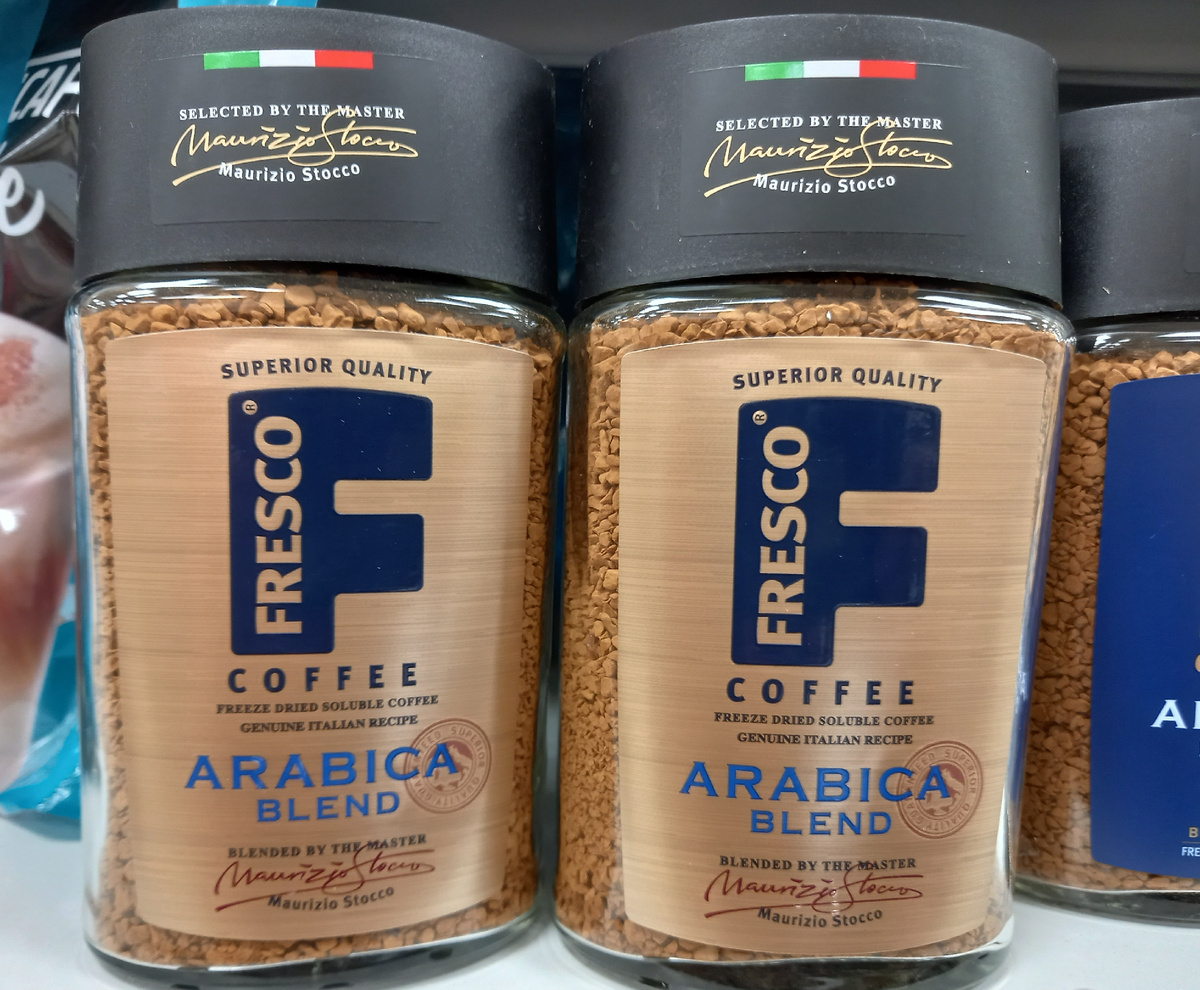 SELECTED BY THE MASTER
Maurizio Stocco
Maurizio Stocco
SUPERIOR QUALITY
FRESCO®
COFFEE
FREEZE DRIED SOLUBLE COFFEE
GENUINE ITALIAN RECIPE
ARABICA
BLEND
BLENDED BY THE MASTER
Maurizio Stocco
Maurizio Stocco
SELECTED BY THE MASTER
Maurizio Stocco
Maurizio Stocco
SUPERIOR QUALITY
FRESCO®
COFFEE
FREEZE DRIED SOLUBLE COFFEE
GENUINE ITALIAN RECIPE
ARABICA
BLEND
BLENDED BY THE MASTER
Maurizio Stocco
Maurizio Stocco